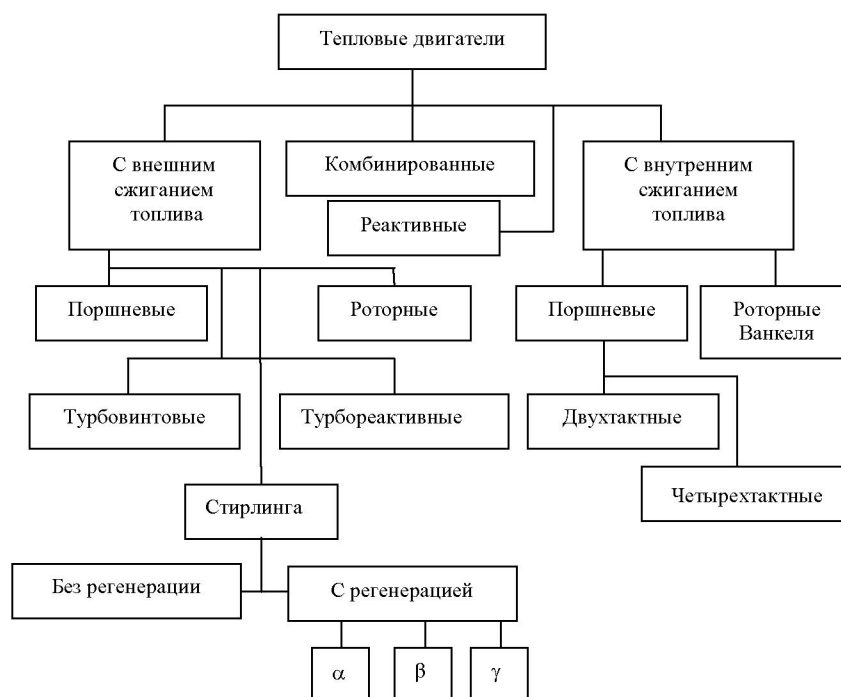 Тепловые двигатели
С внешним
сжиганием
топлива
Комбинированные
С внутренним
сжиганием
топлива
Реактивные
Поршневые
Роторные
Поршневые
Роторные
Ванкеля
Турбовинтовые
Турбореактивные
Двухтактные
Четырехтактные
Стирлинга
Без регенерации
С регенерацией
α
β
γ